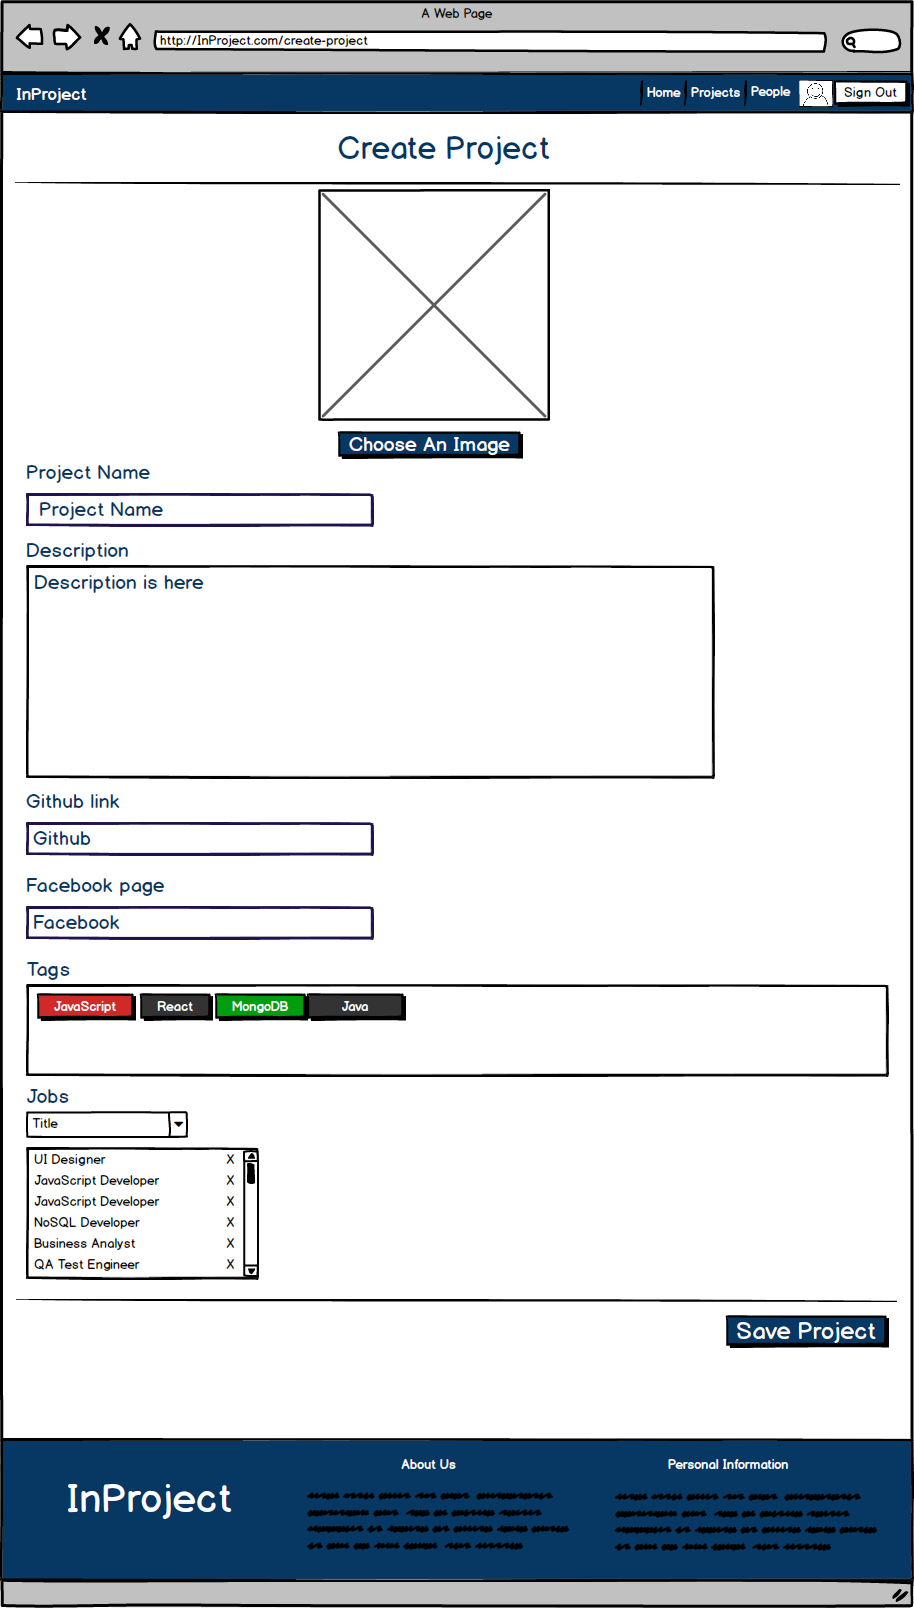 A Web Page
http://InProject.com/create-project
InProject
Home Projects People Sign Out
Create Project
Choose An Image
Project Name
Project Name
Description
Description is here
Github link
Github
Facebook page
Facebook
Tags
JavaScript React MongoDB Java
Jobs
Title
UI Designer X
JavaScript Developer X
JavaScript Developer X
NoSQL Developer X
Business Analyst X
QA Test Engineer X
Save Project
About Us Personal Information
InProject